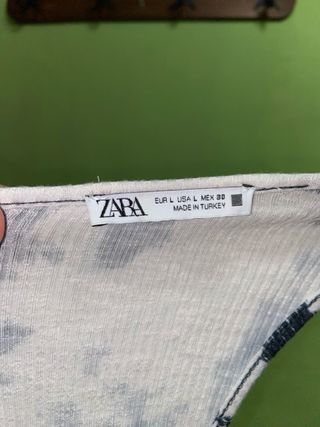 ZARA
EUR L USA L MEX 30
MADE IN TURKEY